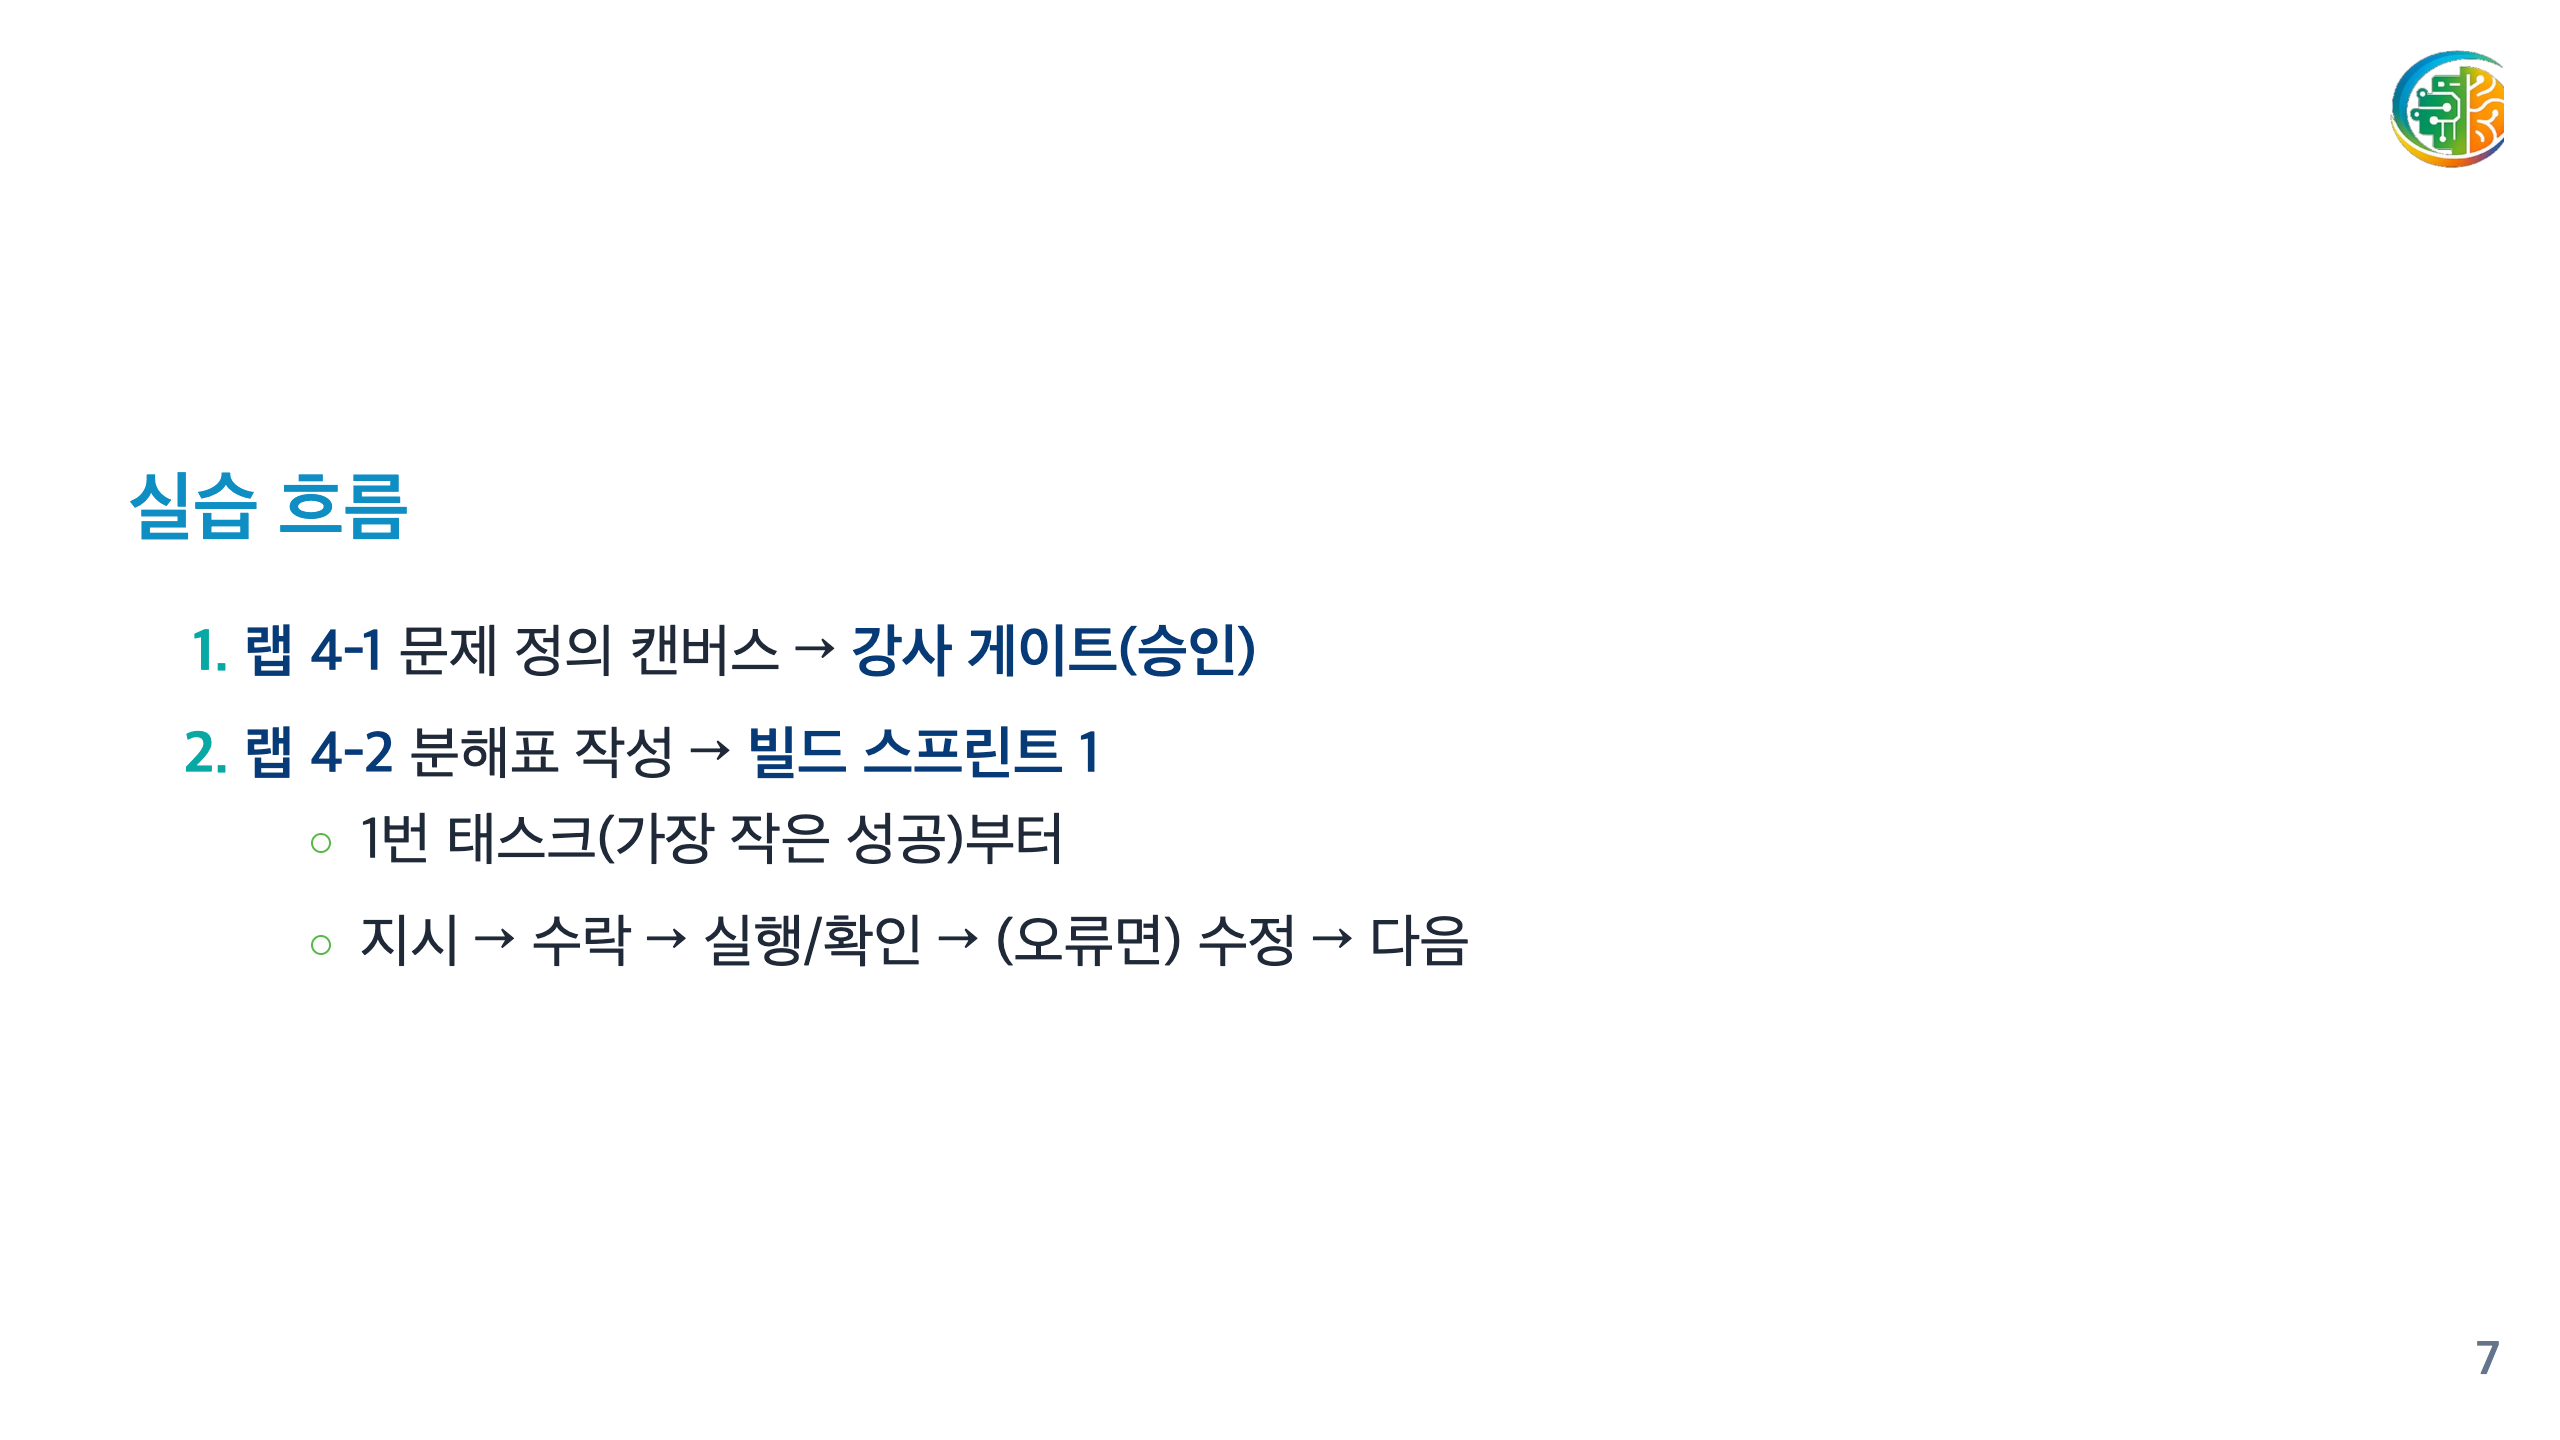 실습 흐름
1. 랩 4-1 문제 정의 캔버스 → 강사 게이트(승인)
2. 랩 4-2 분해표 작성 → 빌드 스프린트 1
○ 1번 태스크(가장 작은 성공)부터
○ 지시 → 수락 → 실행/확인 → (오류면) 수정 → 다음
7